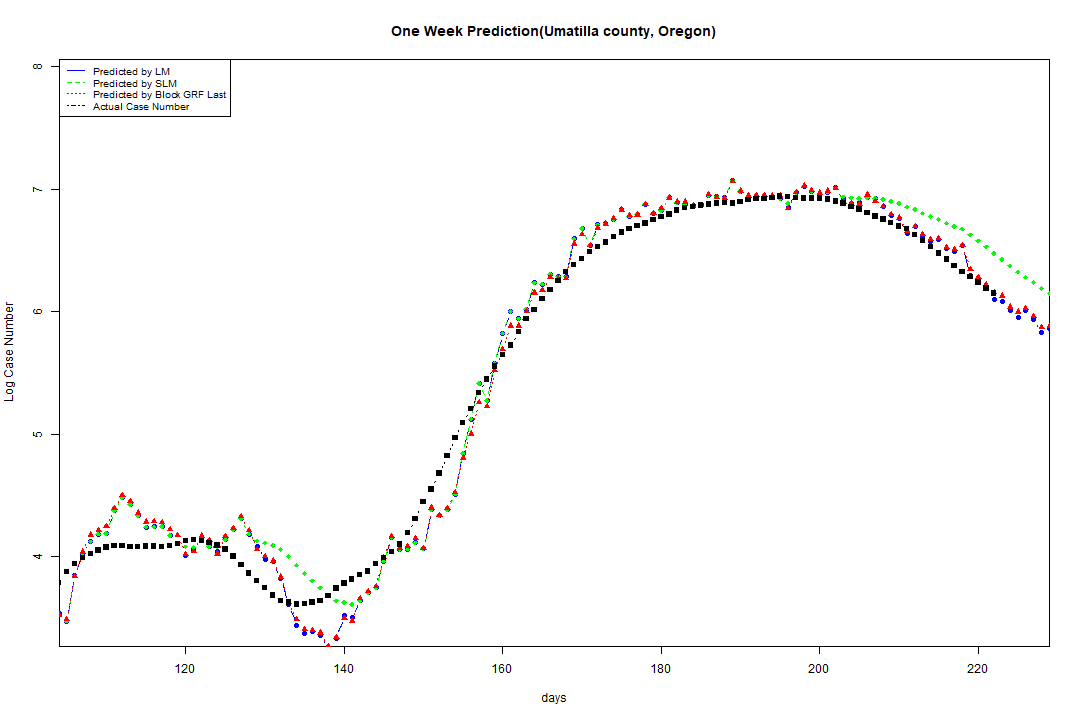 One Week Prediction(Umatilla county, Oregon)
Predicted by LM
Predicted by SLM
Predicted by Block GRF Last
Actual Case Number
8
7
6
5
4
Log Case Number
120 140 160 180 200 220
days